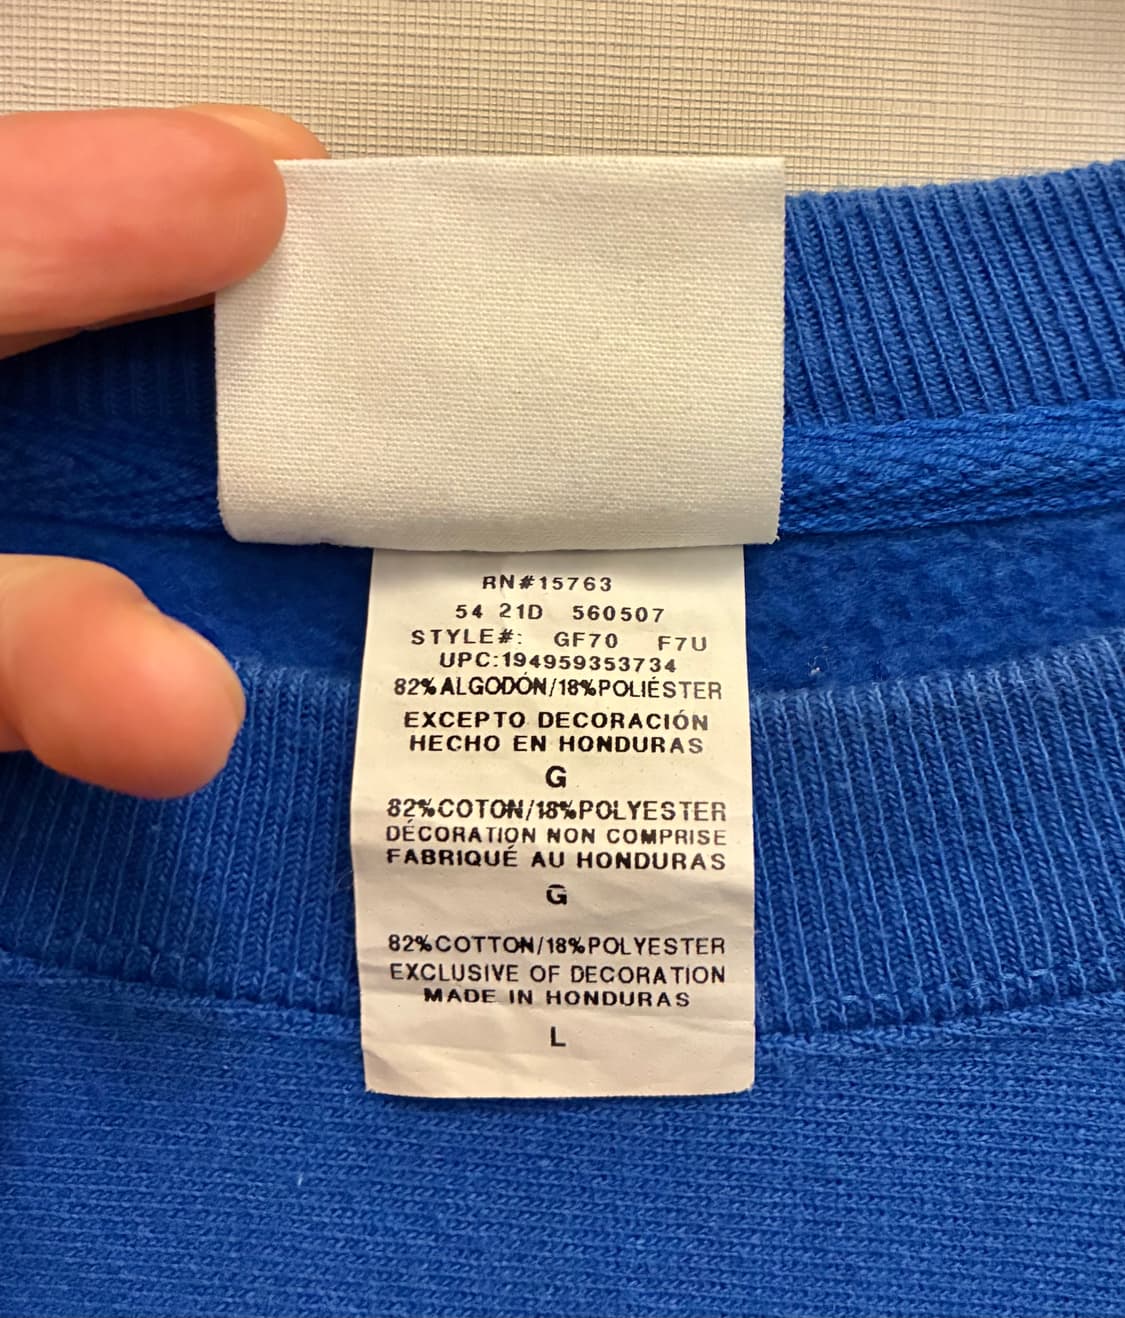 RN#15763
54 21D 560507
STYLE#: GF70 F7U
UPC:194959353734
82%ALGODÓN/18%POLIÉSTER
EXCEPTO DECORACIÓN
HECHO EN HONDURAS
G
82%COTON/18%POLYESTER
DÉCORATION NON COMPRISE
FABRIQUÉ AU HONDURAS
G
82%COTTON/18%POLYESTER
EXCLUSIVE OF DECORATION
MADE IN HONDURAS
L